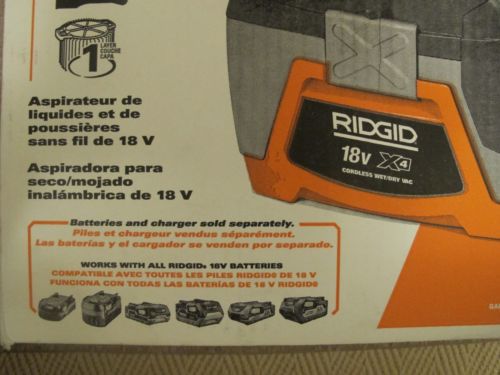 1 LAYER
COUCHE
CAPA
Aspirateur de
liquides et de
poussières
sans fil de 18 V
Aspiradora para
seco/mojado
inalámbrica de 18 V
RIDGID
18V X4
CORDLESS WET/DRY VAC
Batteries and charger sold separately.
Piles et chargeur vendus séparément.
Las baterías y el cargador se venden por separado.
WORKS WITH ALL RIDGID® 18V BATTERIES
COMPATIBLE AVEC TOUTES LES PILES RIDGID® DE 18 V
FUNCIONA CON TODAS LAS BATERÍAS DE 18 V RIDGID®